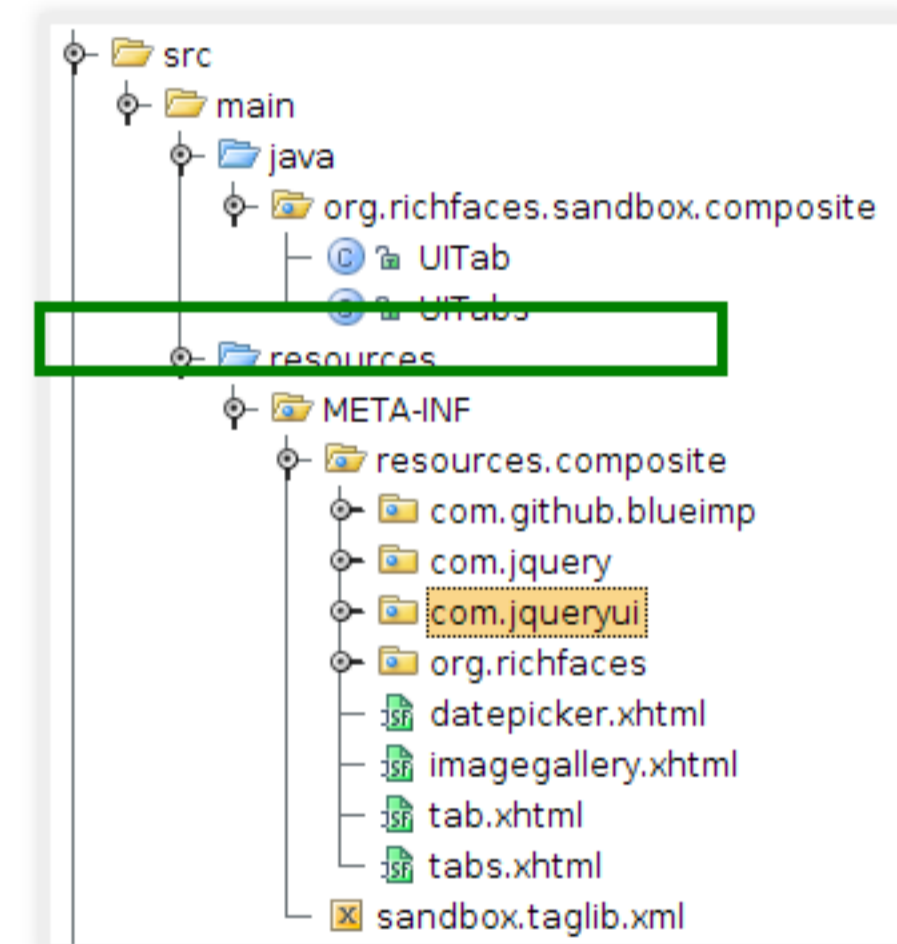 src
main
java
org.richfaces.sandbox.composite
UITab
UITabs
resources
META-INF
resources.composite
com.github.blueimp
com.jquery
com.jqueryui
org.richfaces
datepicker.xhtml
imagegallery.xhtml
tab.xhtml
tabs.xhtml
sandbox.taglib.xml